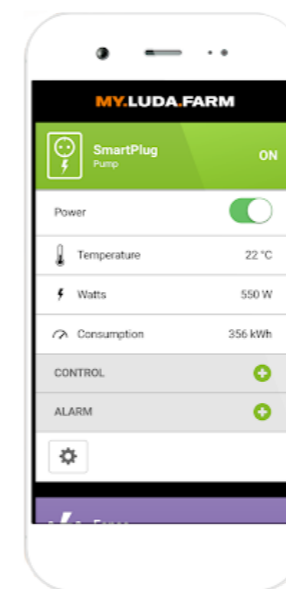 MY.LUDA.FARM
SmartPlug
Pump
ON
Power
Temperature 22 °C
Watts 550 W
Consumption 356 kWh
CONTROL
ALARM